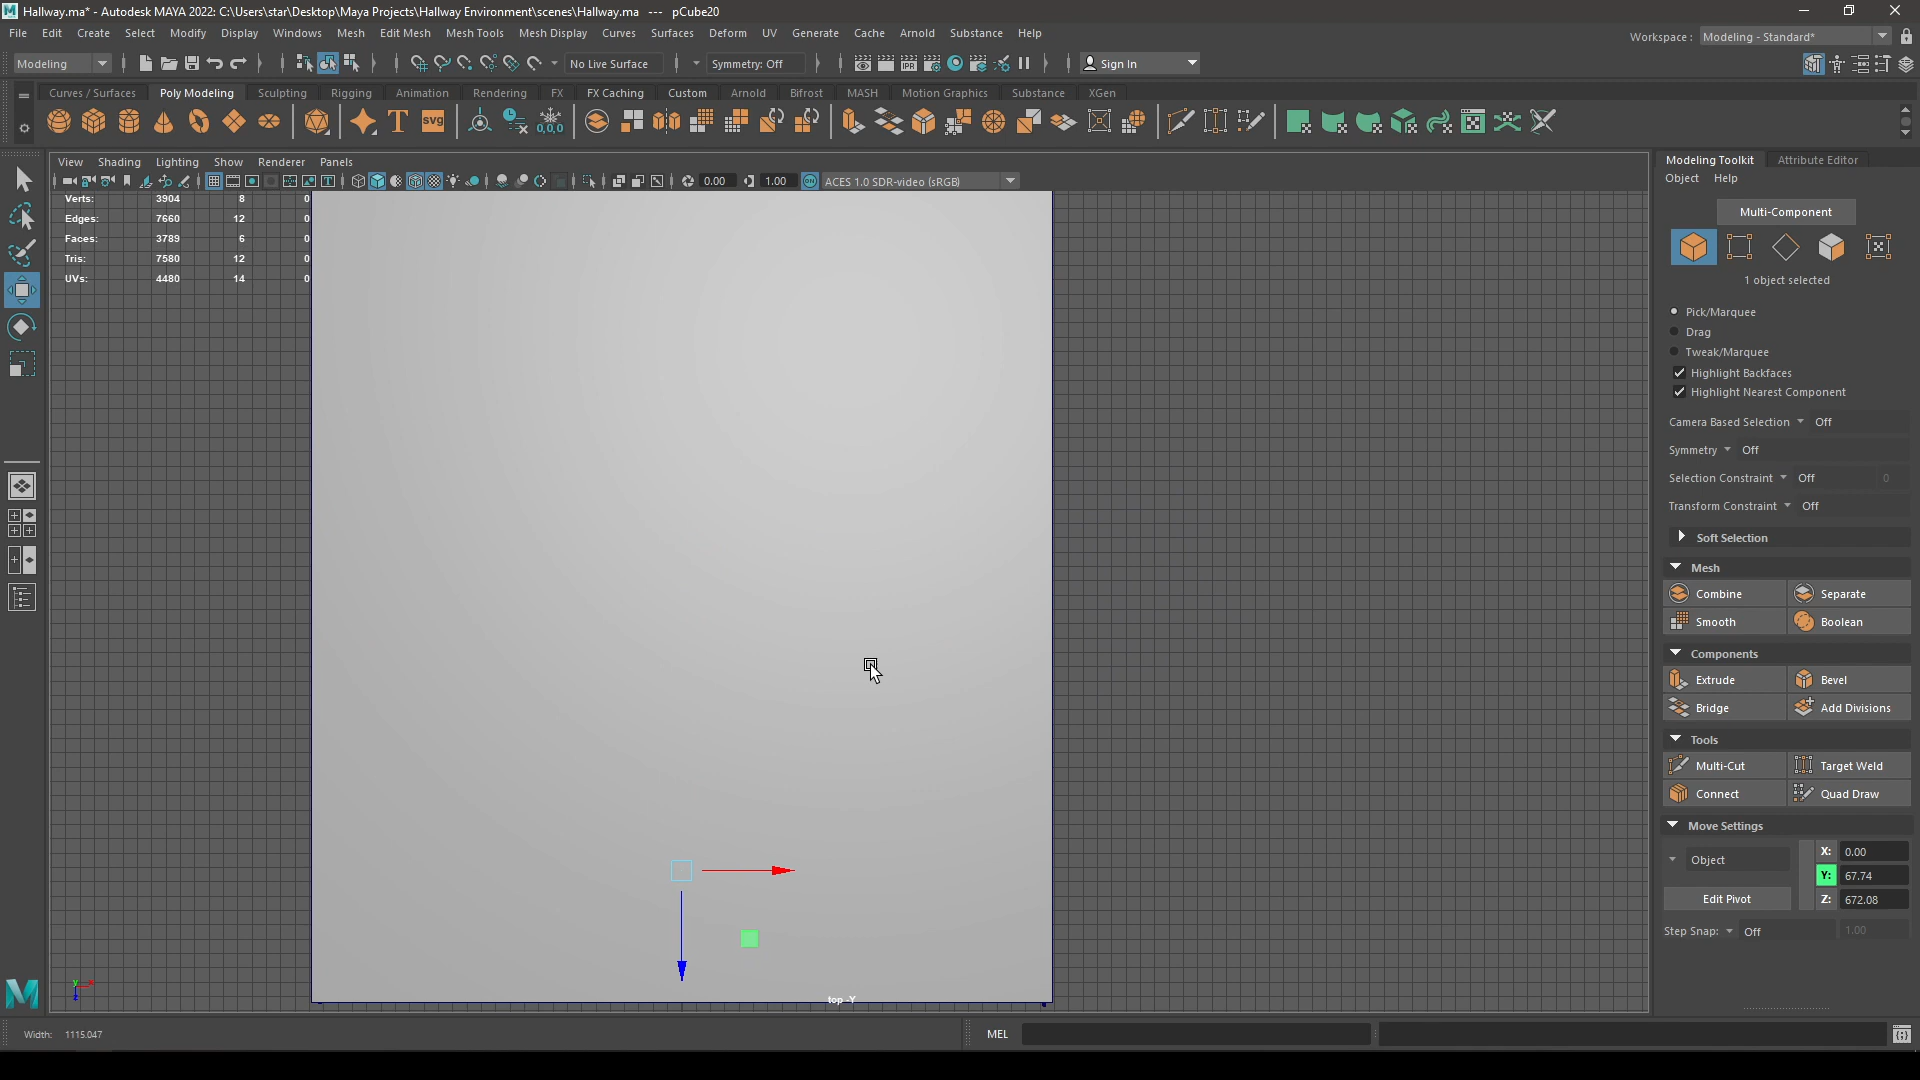 Hallway.ma* - Autodesk MAYA 2022: C:\Users\star\Desktop\Maya Projects\Hallway Environment\scenes\Hallway.ma --- pCube20
File Edit Create Select Modify Display Windows Mesh Edit Mesh Mesh Tools Mesh Display Curves Surfaces Deform UV Generate Cache Arnold Substance Help
Workspace : Modeling - Standard*
Modeling No Live Surface Symmetry: Off Sign In
Curves / Surfaces Poly Modeling Sculpting Rigging Animation Rendering FX FX Caching Custom Arnold Bifrost MASH Motion Graphics Substance XGen
View Shading Lighting Show Renderer Panels
0.00 1.00 ACES 1.0 SDR-video (sRGB)
Verts: 3904 8 0
Edges: 7660 12 0
Faces: 3789 6 0
Tris: 7580 12 0
UVs: 4480 14 0
top -Y
Modeling Toolkit Attribute Editor
Object Help
Multi-Component
1 object selected
Pick/Marquee
Drag
Tweak/Marquee
Highlight Backfaces
Highlight Nearest Component
Camera Based Selection Off
Symmetry Off
Selection Constraint Off 0
Transform Constraint Off
Soft Selection
Mesh
Combine Separate
Smooth Boolean
Components
Extrude Bevel
Bridge Add Divisions
Tools
Multi-Cut Target Weld
Connect Quad Draw
Move Settings
Object
X: 0.00
Y: 67.74
Edit Pivot
Z: 672.08
Step Snap: Off 1.00
Width: 1115.047
MEL